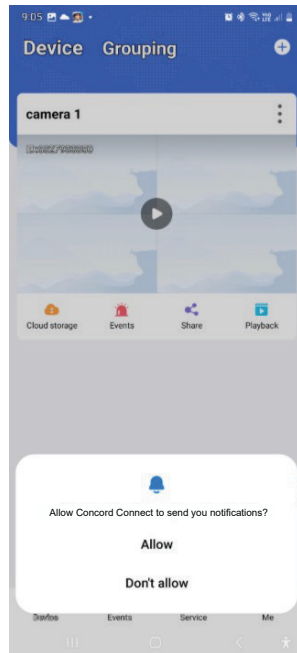 9:05
Device Grouping
camera 1
Cloud storage Events Share Playback
Allow Concord Connect to send you notifications?
Allow
Don't allow
Events Service Me